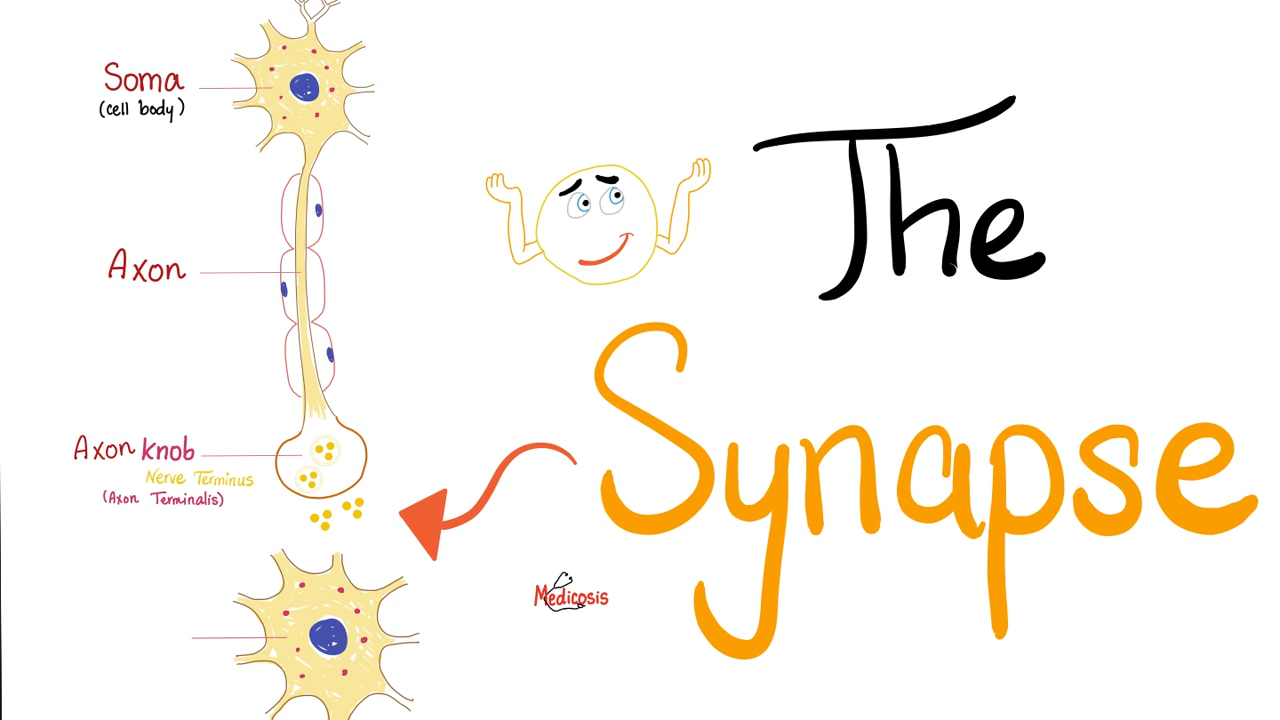 Soma
(cell body)
Axon
Axon knob
Nerve Terminus
(Axon Terminalis)
The
Synapse
Medicosis